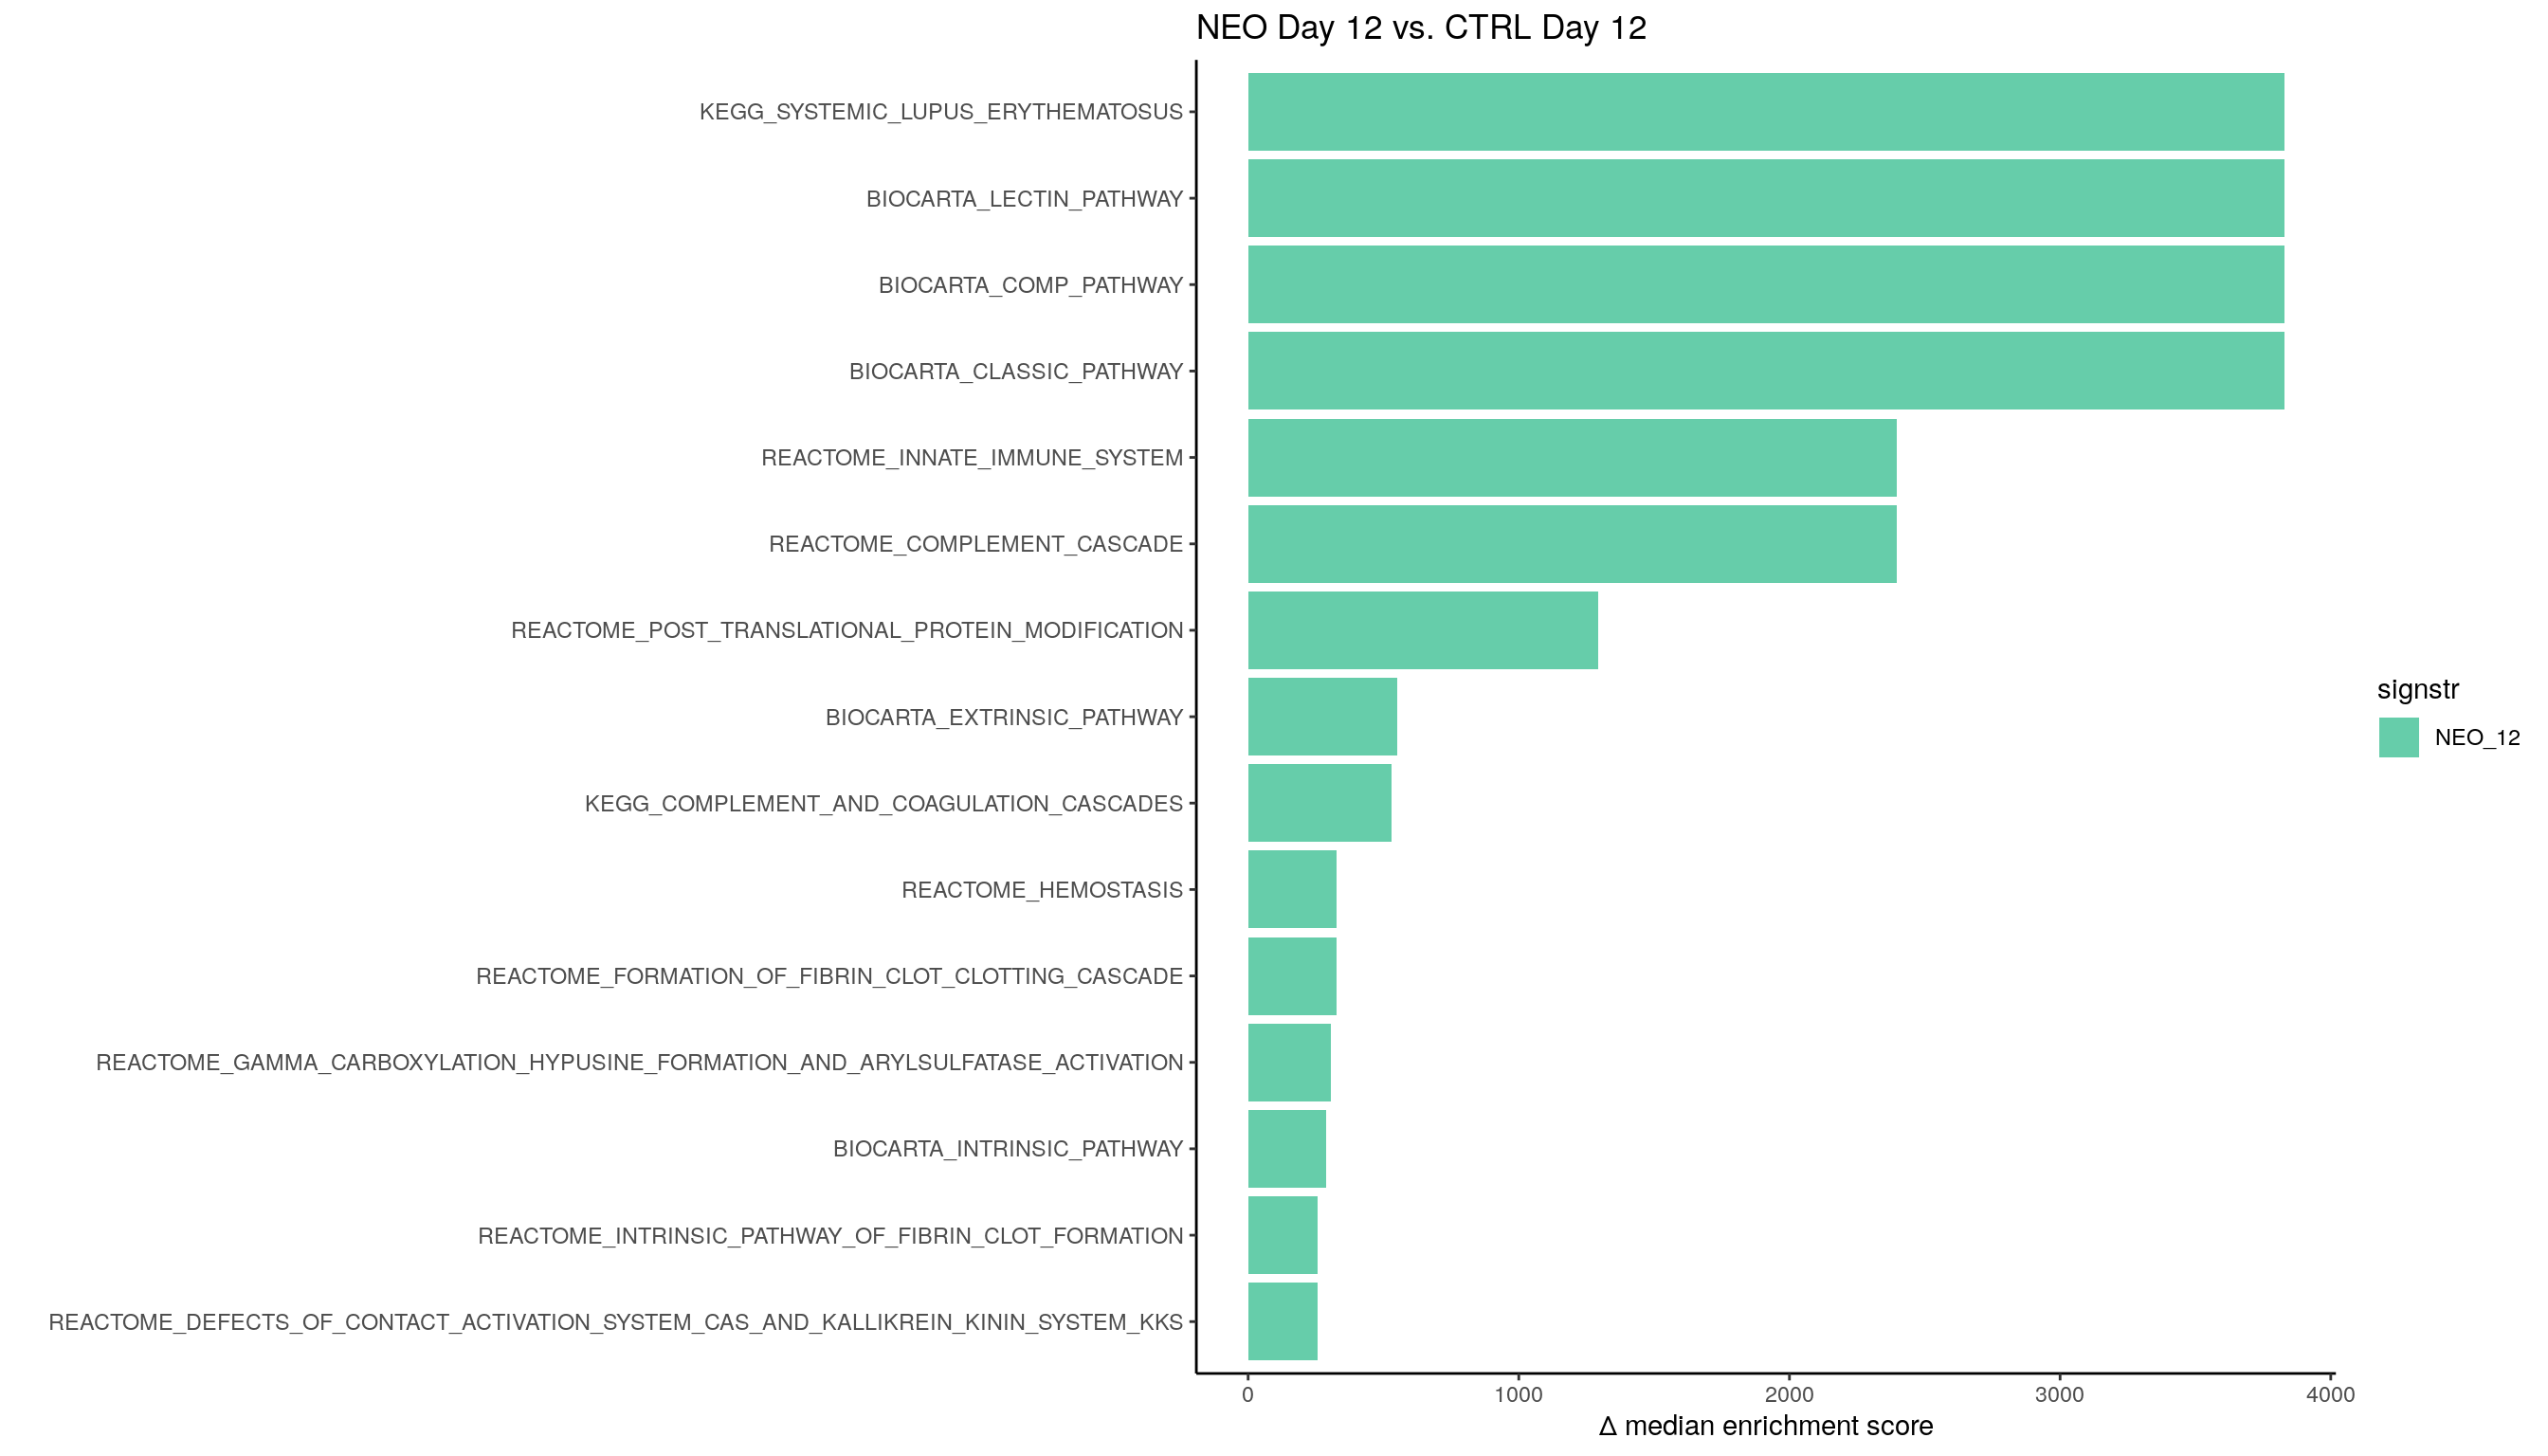 NEO Day 12 vs. CTRL Day 12
KEGG_SYSTEMIC_LUPUS_ERYTHEMATOSUS
BIOCARTA_LECTIN_PATHWAY
BIOCARTA_COMP_PATHWAY
BIOCARTA_CLASSIC_PATHWAY
REACTOME_INNATE_IMMUNE_SYSTEM
REACTOME_COMPLEMENT_CASCADE
REACTOME_POST_TRANSLATIONAL_PROTEIN_MODIFICATION
BIOCARTA_EXTRINSIC_PATHWAY
KEGG_COMPLEMENT_AND_COAGULATION_CASCADES
REACTOME_HEMOSTASIS
REACTOME_FORMATION_OF_FIBRIN_CLOT_CLOTTING_CASCADE
REACTOME_GAMMA_CARBOXYLATION_HYPUSINE_FORMATION_AND_ARYLSULFATASE_ACTIVATION
BIOCARTA_INTRINSIC_PATHWAY
REACTOME_INTRINSIC_PATHWAY_OF_FIBRIN_CLOT_FORMATION
REACTOME_DEFECTS_OF_CONTACT_ACTIVATION_SYSTEM_CAS_AND_KALLIKREIN_KININ_SYSTEM_KKS
0 1000 2000 3000 4000
Δ median enrichment score
signstr
NEO_12